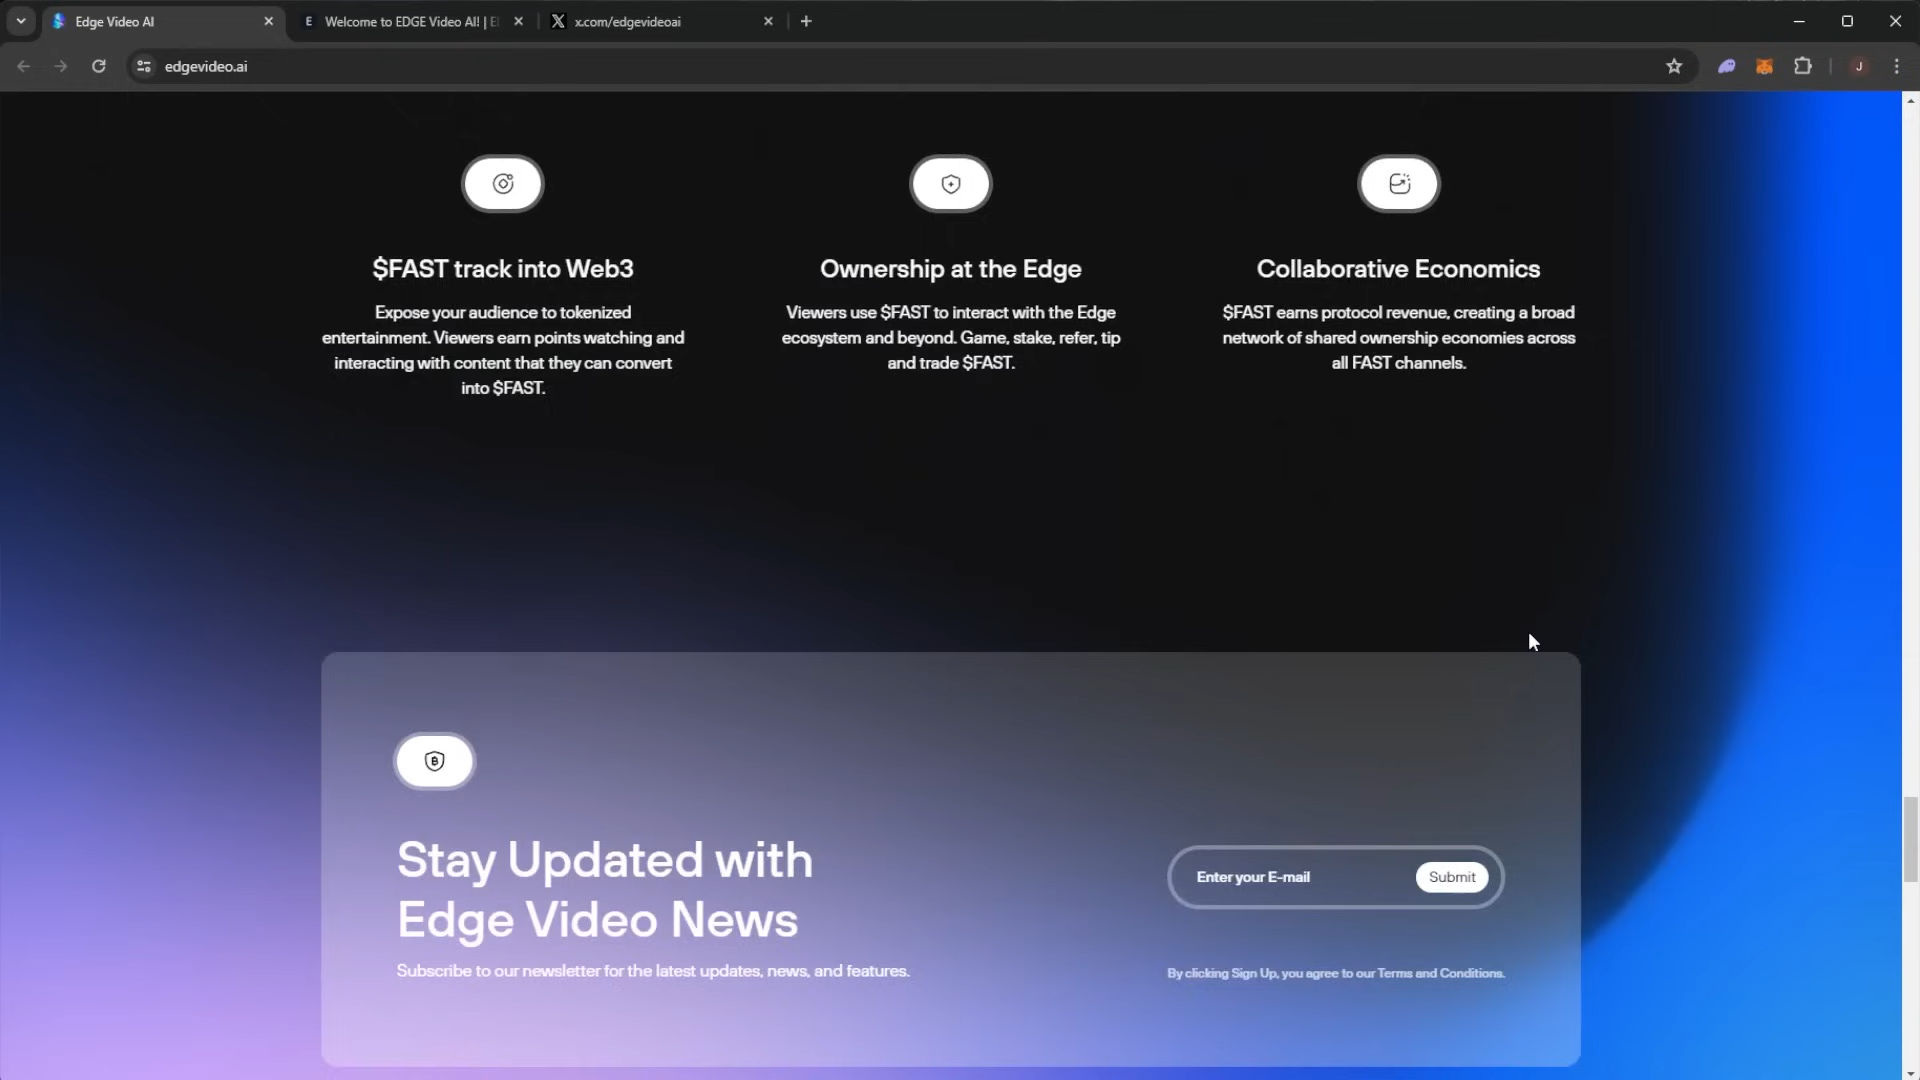 Edge Video AI
E Welcome to EDGE Video AI! | E
x.com/edgevideoai
edgevideo.ai
J
$FAST track into Web3
Expose your audience to tokenized
entertainment. Viewers earn points watching and
interacting with content that they can convert
into $FAST.
Ownership at the Edge
Viewers use $FAST to interact with the Edge
ecosystem and beyond. Game, stake, refer, tip
and trade $FAST.
Collaborative Economics
$FAST earns protocol revenue, creating a broad
network of shared ownership economies across
all FAST channels.
Stay Updated with
Edge Video News
Subscribe to our newsletter for the latest updates, news, and features.
Enter your E-mail
Submit
By clicking Sign Up, you agree to our Terms and Conditions.